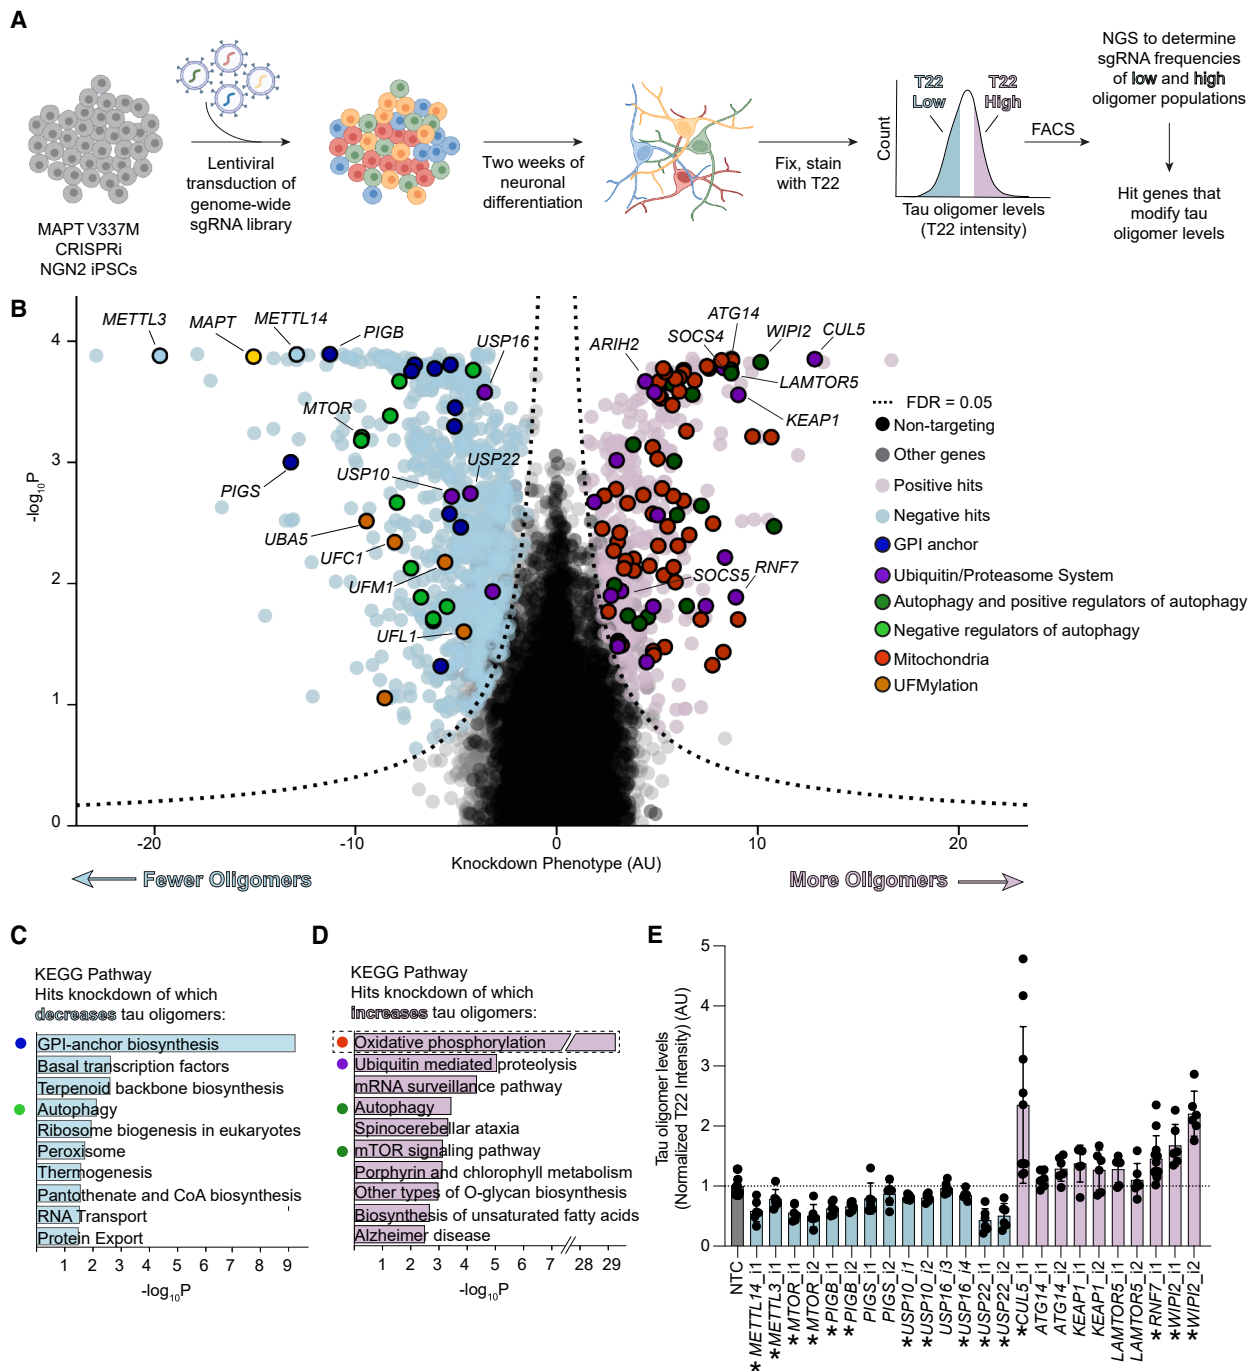 A
MAPT V337M
CRISPRi
NGN2 iPSCs
Lentiviral
transduction of
genome-wide
sgRNA library
Two weeks of
neuronal
differentiation
Fix, stain
with T22
Count
T22
Low
T22
High
Tau oligomer levels
(T22 intensity)
FACS
NGS to determine
sgRNA frequencies
of low and high
oligomer populations
Hit genes that
modify tau
oligomer levels
B
-log10P
4
3
2
1
0
-20
-10
0
10
20
Knockdown Phenotype (AU)
Fewer Oligomers
More Oligomers
METTL3
MAPT
METTL14
PIGB
USP16
MTOR
USP22
USP10
PIGS
UBA5
UFC1
UFM1
UFL1
ARIH2
SOCS4
ATG14
WIPI2
CUL5
LAMTOR5
KEAP1
SOCS5
RNF7
FDR = 0.05
Non-targeting
Other genes
Positive hits
Negative hits
GPI anchor
Ubiquitin/Proteasome System
Autophagy and positive regulators of autophagy
Negative regulators of autophagy
Mitochondria
UFMylation
C
KEGG Pathway
Hits knockdown of which
decreases tau oligomers:
GPI-anchor biosynthesis
Basal transcription factors
Terpenoid backbone biosynthesis
Autophagy
Ribosome biogenesis in eukaryotes
Peroxisome
Thermogenesis
Pantothenate and CoA biosynthesis
RNA Transport
Protein Export
1 2 3 4 5 6 7 8 9
-log10P
D
KEGG Pathway
Hits knockdown of which
increases tau oligomers:
Oxidative phosphorylation
Ubiquitin mediated proteolysis
mRNA surveillance pathway
Autophagy
Spinocerebellar ataxia
mTOR signaling pathway
Porphyrin and chlorophyll metabolism
Other types of O-glycan biosynthesis
Biosynthesis of unsaturated fatty acids
Alzheimer disease
1 2 3 4 5 6 7 28 29
-log10P
E
Tau oligomer levels
(Normalized T22 Intensity) (AU)
5
4
3
2
1
0
NTC
* METTL14_i1
* METTL3_i1
* MTOR_i1
* MTOR_i2
* PIGB_i1
* PIGB_i2
PIGS_i1
PIGS_i2
* USP10_i1
* USP10_i2
USP16_i3
* USP16_i4
* USP22_i1
* USP22_i2
* CUL5_i1
ATG14_i1
ATG14_i2
KEAP1_i1
KEAP1_i2
LAMTOR5_i1
LAMTOR5_i2
* RNF7_i1
* WIPI2_i1
* WIPI2_i2